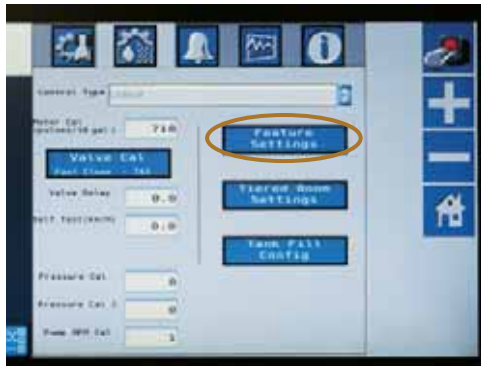 Control Type
Meter Cal
(pulses/10 gal)
710
Feature
Settings
Valve Cal
Fast Close - 743
Tiered Boom
Settings
Valve Delay
0.0
Self Test(km/h)
0.0
Tank Fill
Config
Pressure Cal
0
Pressure Cal 2
0
Pump RPM Cal
1